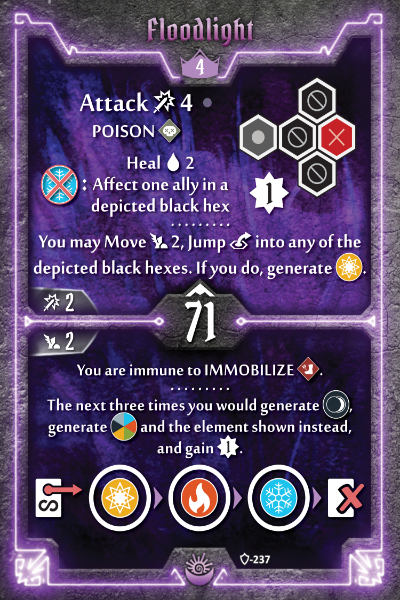 Floodlight
4
Attack 4
POISON
Heal 2
: Affect one ally in a
depicted black hex
1
You may Move 2, Jump into any of the
depicted black hexes. If you do, generate .
2
71
2
You are immune to IMMOBILIZE .
The next three times you would generate ,
generate and the element shown instead,
and gain 1.
S
-237